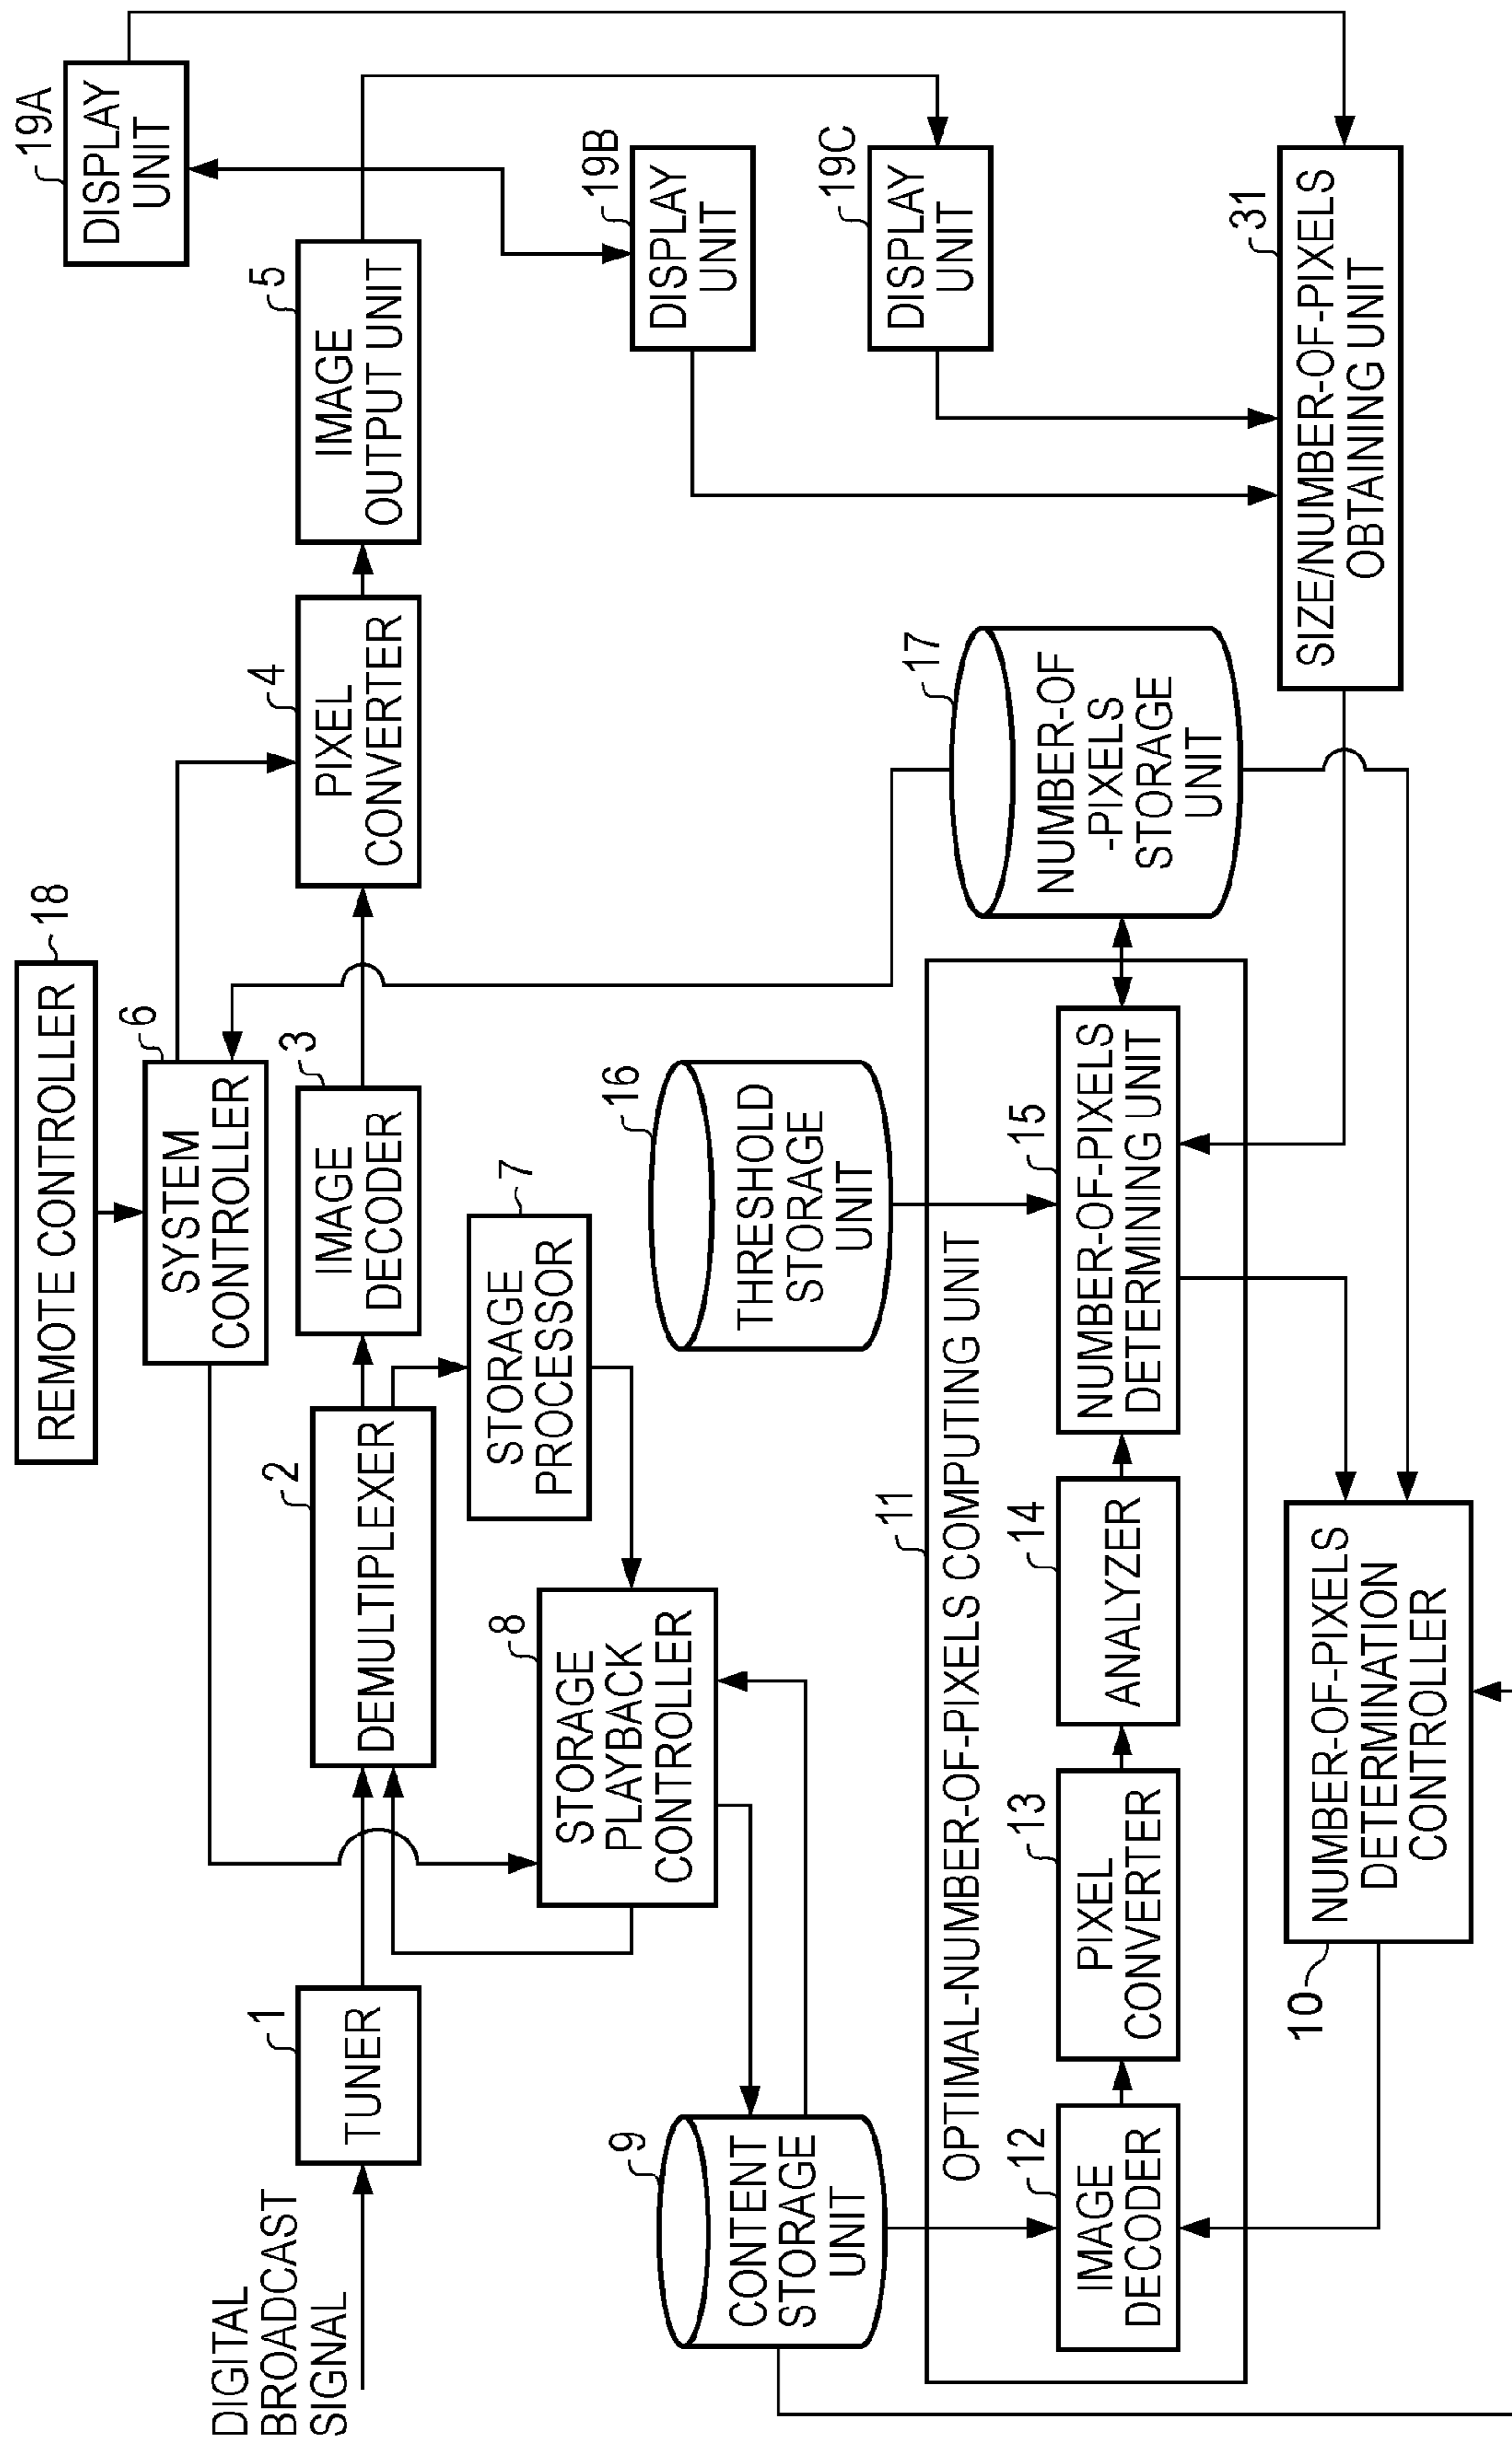 REMOTE CONTROLLER
18
DISPLAY
UNIT
19A
SYSTEM
CONTROLLER
6
DIGITAL
BROADCAST
SIGNAL
TUNER
1
DEMULTIPLEXER
2
IMAGE
DECODER
3
PIXEL
CONVERTER
4
IMAGE
OUTPUT UNIT
5
STORAGE
PROCESSOR
7
STORAGE
PLAYBACK
CONTROLLER
8
DISPLAY
UNIT
19B
CONTENT
STORAGE
UNIT
9
THRESHOLD
STORAGE
UNIT
16
DISPLAY
UNIT
19C
11
OPTIMAL-NUMBER-OF-PIXELS COMPUTING UNIT
IMAGE
DECODER
12
PIXEL
CONVERTER
13
ANALYZER
14
NUMBER-OF-PIXELS
DETERMINING UNIT
15
NUMBER-OF
-PIXELS
STORAGE
UNIT
17
10
NUMBER-OF-PIXELS
DETERMINATION
CONTROLLER
SIZE/NUMBER-OF-PIXELS
OBTAINING UNIT
31